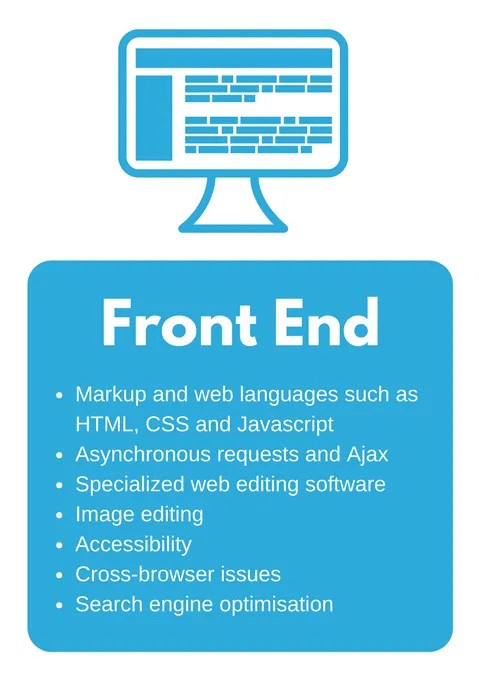 Front End
• Markup and web languages such as
HTML, CSS and Javascript
• Asynchronous requests and Ajax
• Specialized web editing software
• Image editing
• Accessibility
• Cross-browser issues
• Search engine optimisation